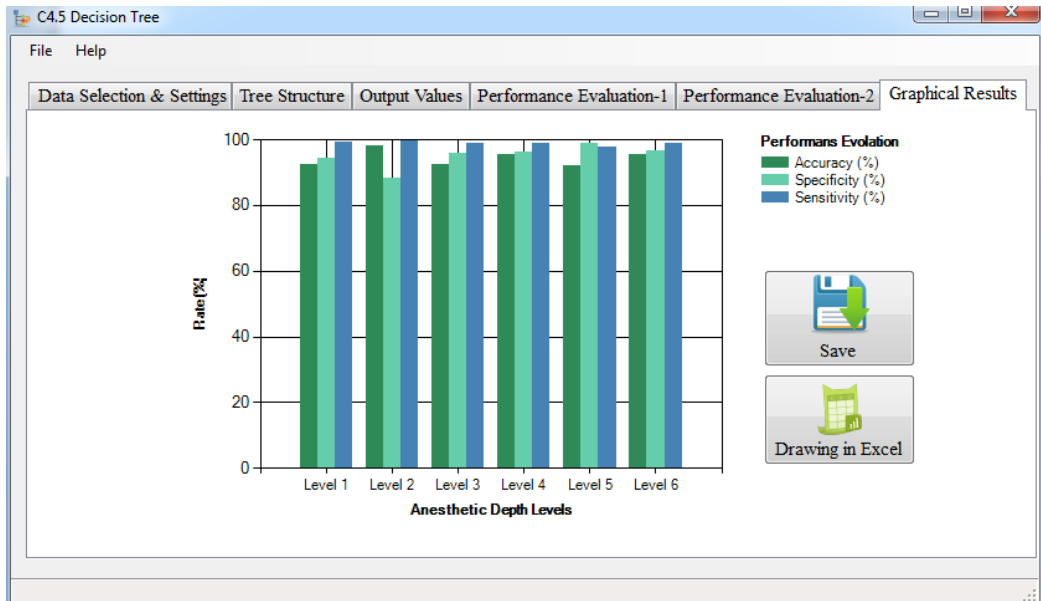 C4.5 Decision Tree
File Help
Data Selection & Settings Tree Structure Output Values Performance Evaluation-1 Performance Evaluation-2 Graphical Results
100
80
60
40
20
0
Rate(%)
Level 1 Level 2 Level 3 Level 4 Level 5 Level 6
Anesthetic Depth Levels
Performans Evolation
Accuracy (%)
Specificity (%)
Sensitivity (%)
Save
Drawing in Excel